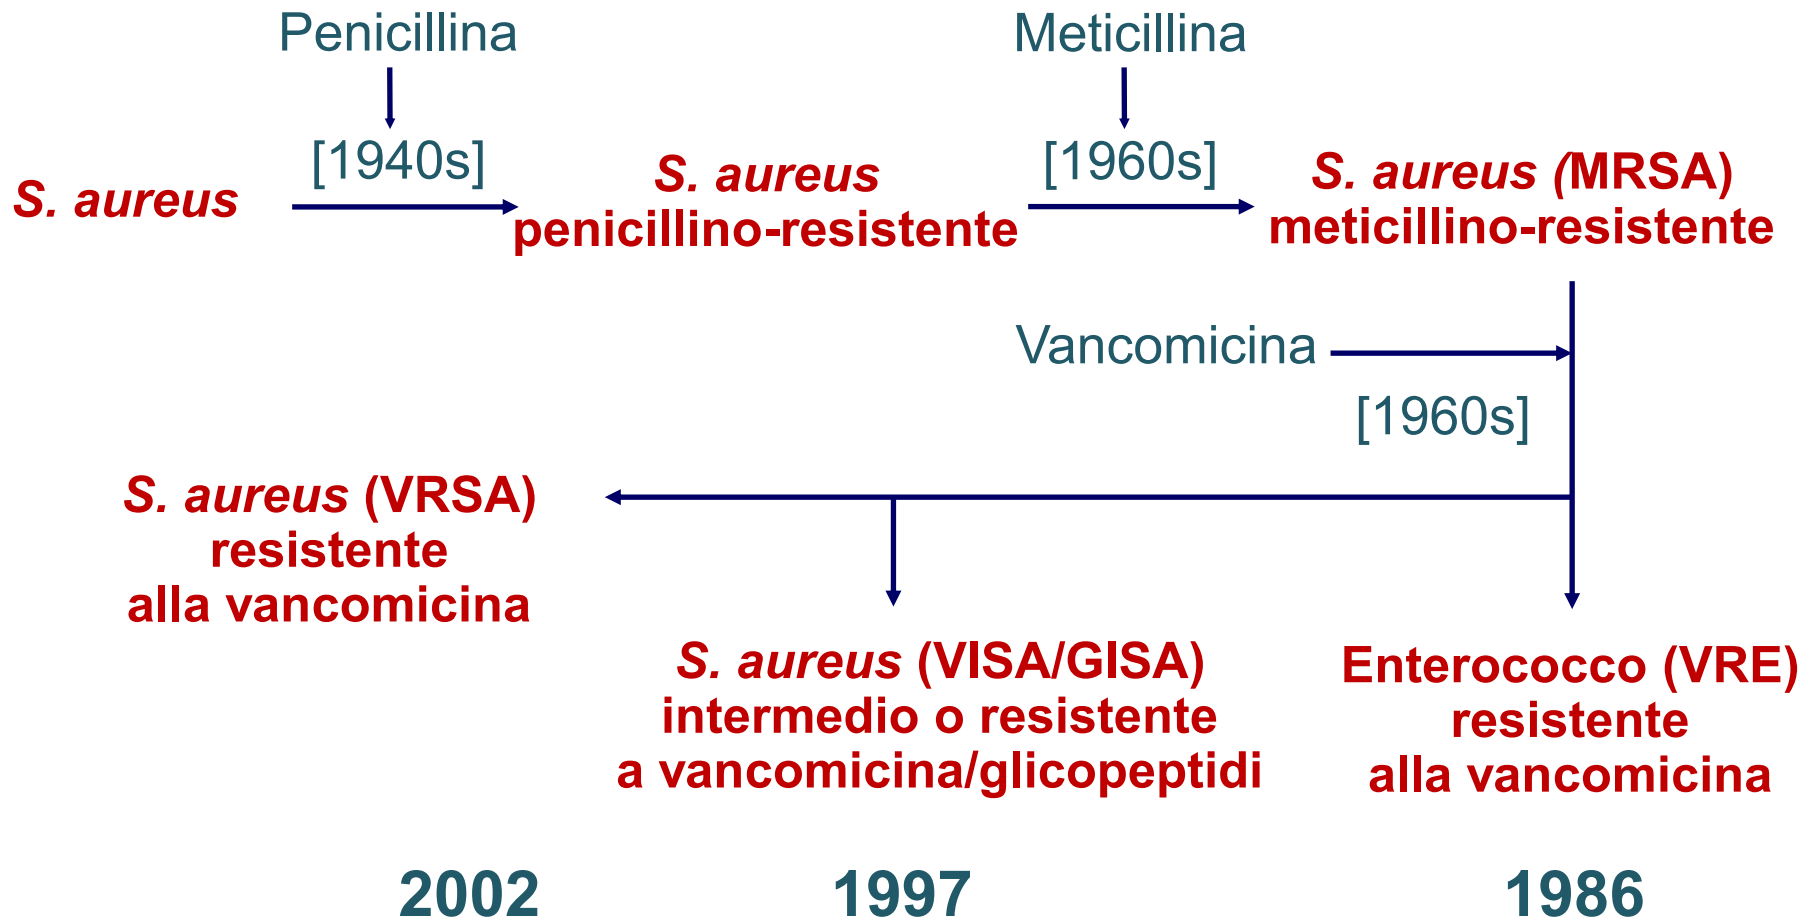 Penicillina
Meticillina
[1940s]
[1960s]
S. aureus
S. aureus
penicillino-resistente
S. aureus (MRSA)
meticillino-resistente
Vancomicina
[1960s]
S. aureus (VRSA)
resistente
alla vancomicina
S. aureus (VISA/GISA)
intermedio o resistente
a vancomicina/glicopeptidi
Enterococco (VRE)
resistente
alla vancomicina
2002
1997
1986